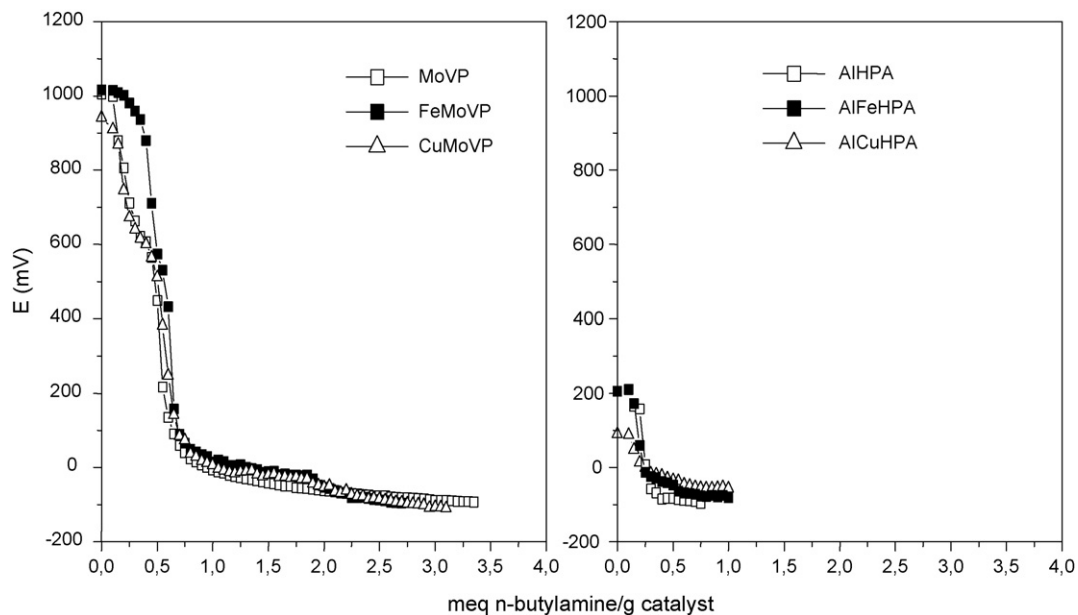 1200
1000
800
600
400
200
0
-200
E (mV)
MoVP
FeMoVP
CuMoVP
0,0 0,5 1,0 1,5 2,0 2,5 3,0 3,5 4,0
1200
1000
800
600
400
200
0
-200
AlHPA
AlFeHPA
AlCuHPA
0,0 0,5 1,0 1,5 2,0 2,5 3,0 3,5 4,0
meq n-butylamine/g catalyst